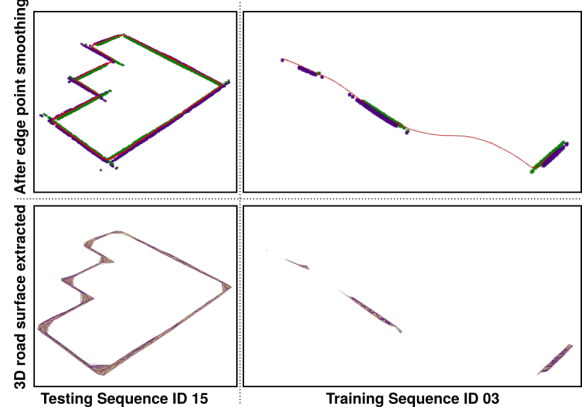 After edge point smoothing
3D road surface extracted
Testing Sequence ID 15
Training Sequence ID 03